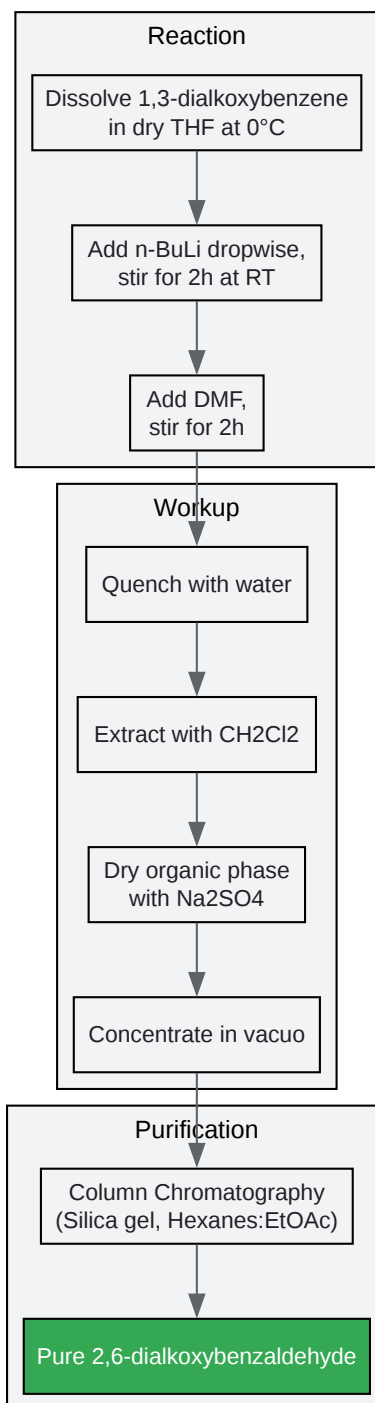 Reaction
Dissolve 1,3-dialkoxybenzene
in dry THF at 0°C
Add n-BuLi dropwise,
stir for 2h at RT
Add DMF,
stir for 2h
Workup
Quench with water
Extract with CH2Cl2
Dry organic phase
with Na2SO4
Concentrate in vacuo
Purification
Column Chromatography
(Silica gel, Hexanes:EtOAc)
Pure 2,6-dialkoxybenzaldehyde